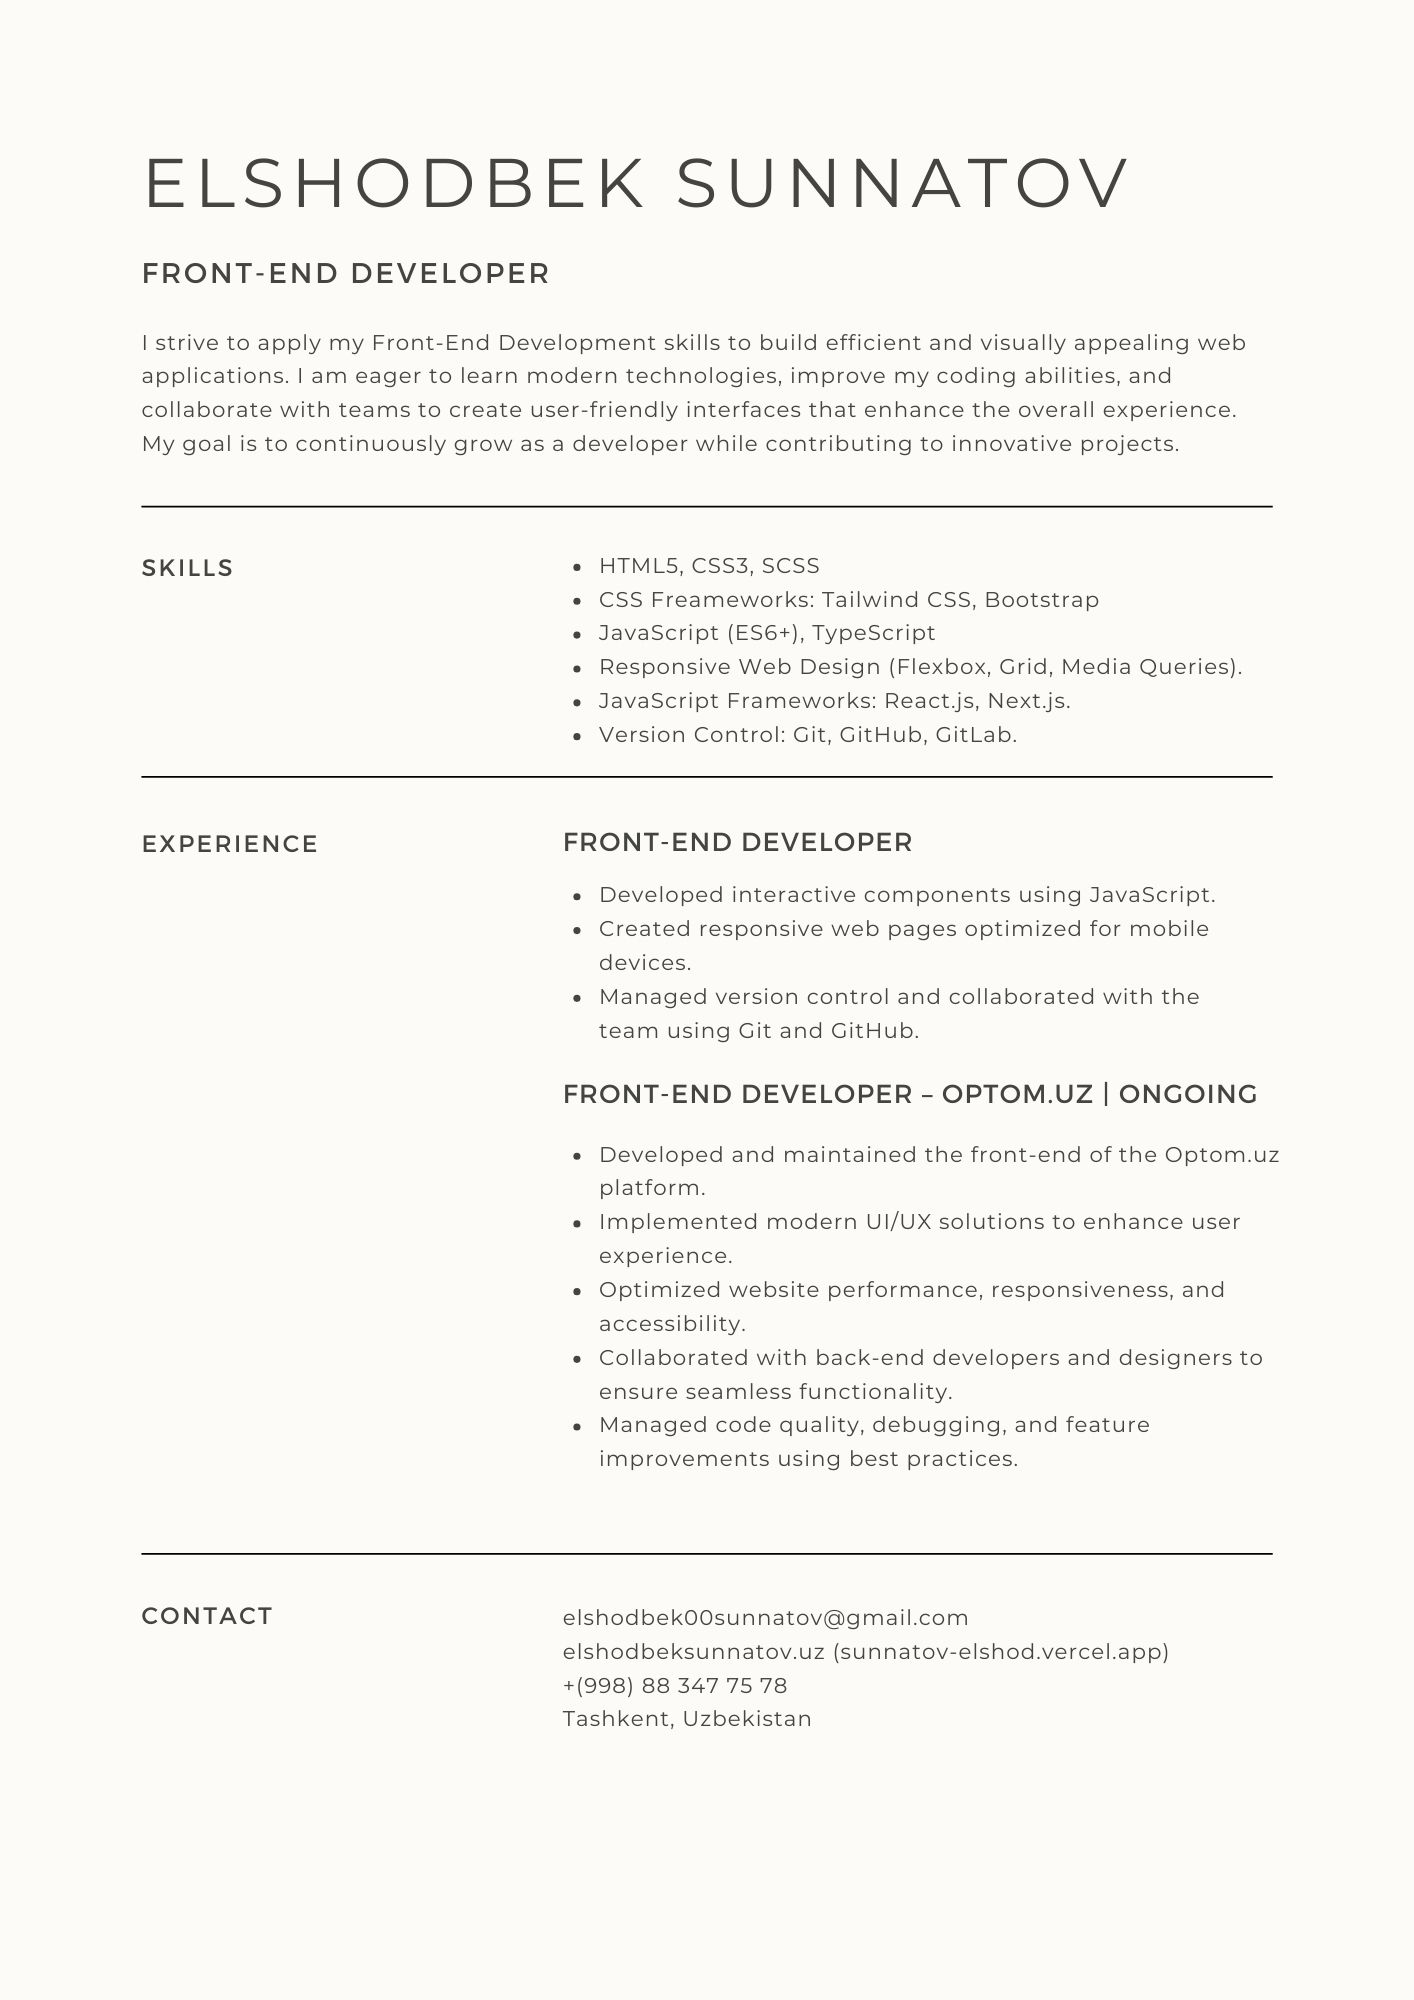 ELSHODBEK SUNNATOV
FRONT-END DEVELOPER
I strive to apply my Front-End Development skills to build efficient and visually appealing web
applications. I am eager to learn modern technologies, improve my coding abilities, and
collaborate with teams to create user-friendly interfaces that enhance the overall experience.
My goal is to continuously grow as a developer while contributing to innovative projects.
SKILLS
• HTML5, CSS3, SCSS
• CSS Freameworks: Tailwind CSS, Bootstrap
• JavaScript (ES6+), TypeScript
• Responsive Web Design (Flexbox, Grid, Media Queries).
• JavaScript Frameworks: React.js, Next.js.
• Version Control: Git, GitHub, GitLab.
EXPERIENCE
FRONT-END DEVELOPER
• Developed interactive components using JavaScript.
• Created responsive web pages optimized for mobile
devices.
• Managed version control and collaborated with the
team using Git and GitHub.
FRONT-END DEVELOPER – OPTOM.UZ | ONGOING
• Developed and maintained the front-end of the Optom.uz
platform.
• Implemented modern UI/UX solutions to enhance user
experience.
• Optimized website performance, responsiveness, and
accessibility.
• Collaborated with back-end developers and designers to
ensure seamless functionality.
• Managed code quality, debugging, and feature
improvements using best practices.
CONTACT
elshodbek00sunnatov@gmail.com
elshodbeksunnatov.uz (sunnatov-elshod.vercel.app)
+(998) 88 347 75 78
Tashkent, Uzbekistan